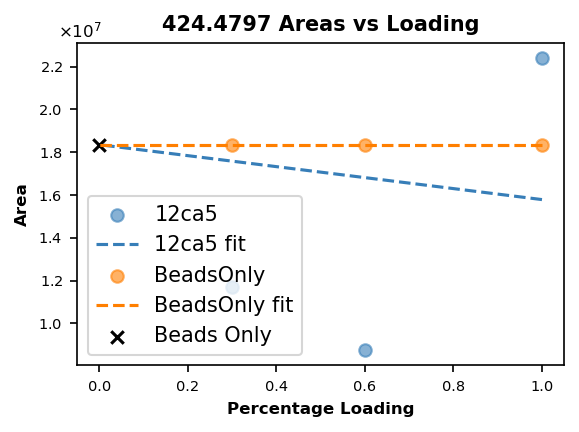 424.4797 Areas vs Loading
×10⁷
2.2
2.0
1.8
1.6
1.4
1.2
1.0
Area
12ca5
12ca5 fit
BeadsOnly
BeadsOnly fit
Beads Only
0.0 0.2 0.4 0.6 0.8 1.0
Percentage Loading